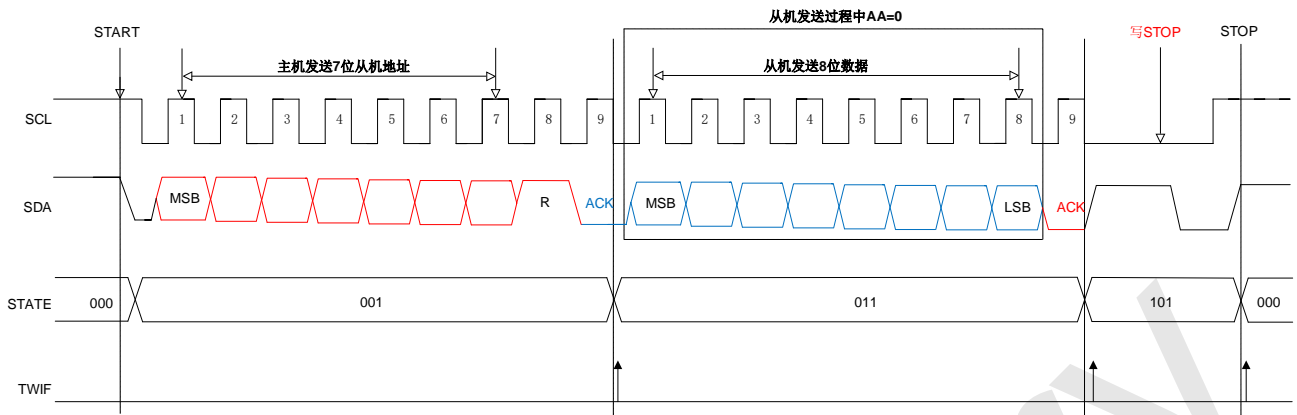 从机发送过程中AA=0
START
写STOP
STOP
主机发送7位从机地址
从机发送8位数据
SCL
1 2 3 4 5 6 7 8 9 1 2 3 4 5 6 7 8 9
SDA
MSB R ACK MSB LSB ACK
STATE 000 001 011 101 000
TWIF